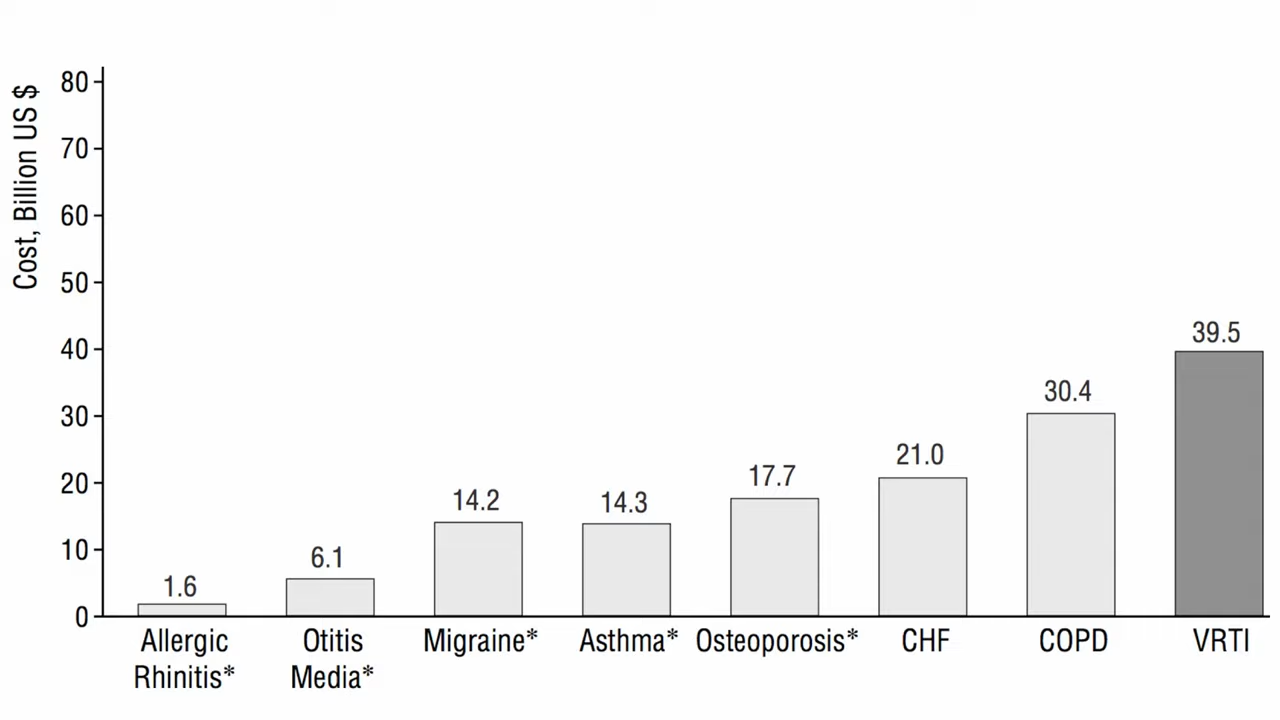 Cost, Billion US $
80
70
60
50
40
30
20
10
0
1.6
6.1
14.2
14.3
17.7
21.0
30.4
39.5
Allergic
Rhinitis*
Otitis
Media*
Migraine*
Asthma*
Osteoporosis*
CHF
COPD
VRTI